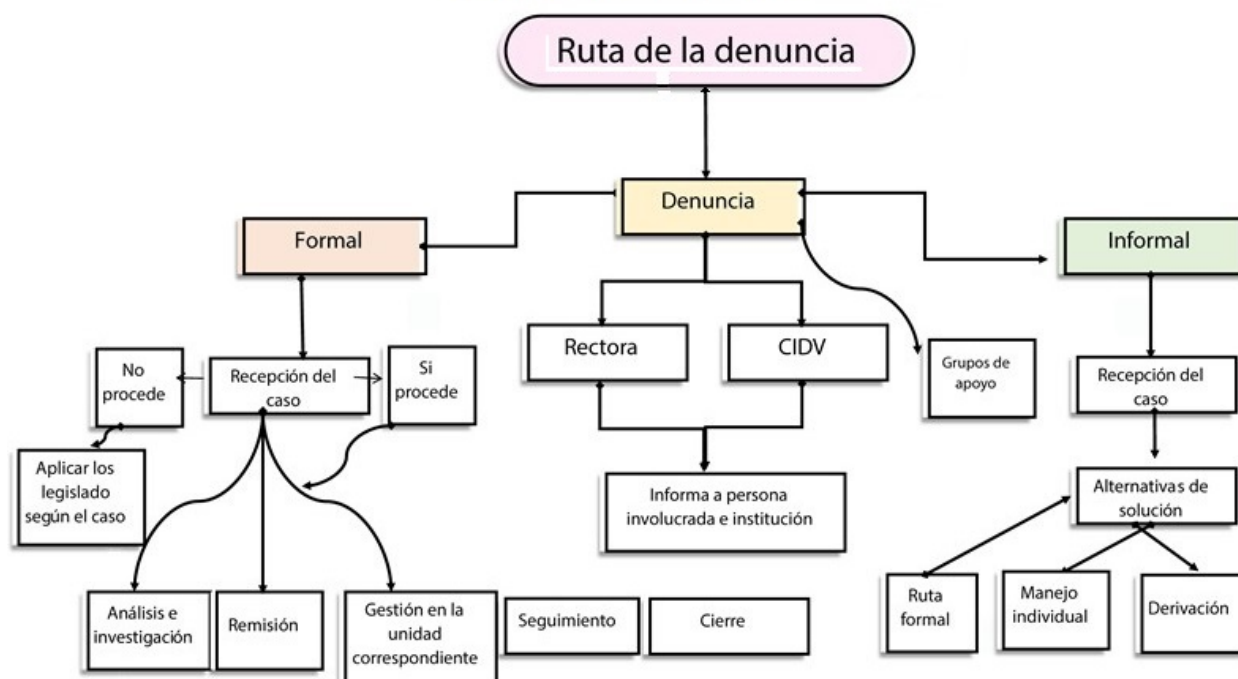 Ruta de la denuncia
Denuncia
Formal
Informal
Rectora
CIDV
Grupos de
apoyo
No
procede
Recepción del
caso
Si
procede
Recepción del
caso
Aplicar los
legislado
según el caso
Informa a persona
involucrada e institución
Alternativas de
solución
Análisis e
investigación
Remisión
Gestión en la
unidad
correspondiente
Seguimiento
Cierre
Ruta
formal
Manejo
individual
Derivación